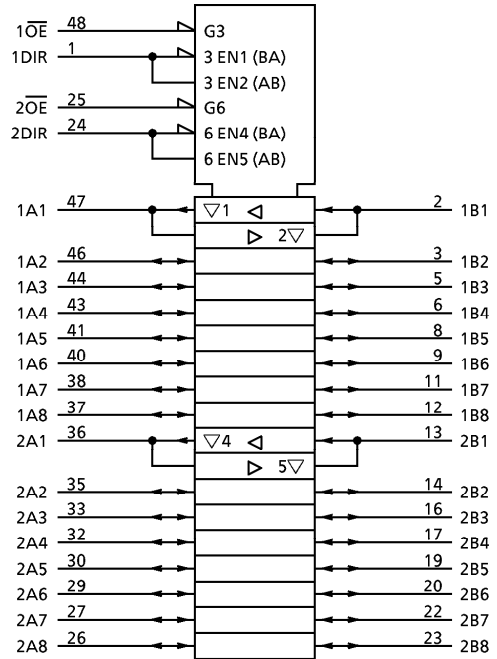 1OE 48 G3
1DIR 1 3 EN1 (BA)
3 EN2 (AB)
2OE 25 G6
2DIR 24 6 EN4 (BA)
6 EN5 (AB)
1A1 47 ▽1 ◁ 2 1B1
▷ 2▽
1A2 46 3 1B2
1A3 44 5 1B3
1A4 43 6 1B4
1A5 41 8 1B5
1A6 40 9 1B6
1A7 38 11 1B7
1A8 37 12 1B8
2A1 36 ▽4 ◁ 13 2B1
▷ 5▽
2A2 35 14 2B2
2A3 33 16 2B3
2A4 32 17 2B4
2A5 30 19 2B5
2A6 29 20 2B6
2A7 27 22 2B7
2A8 26 23 2B8